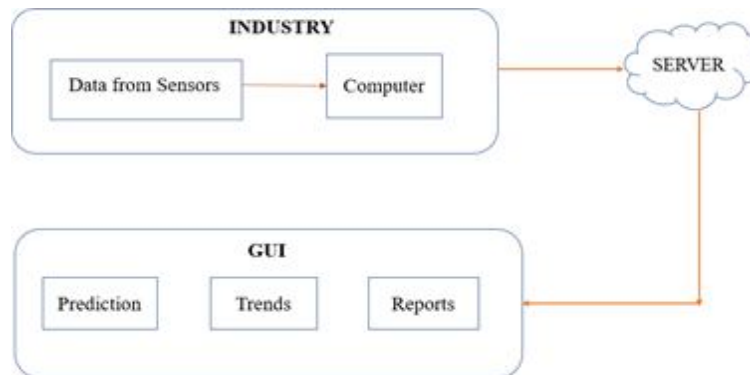 INDUSTRY
Data from Sensors
Computer
SERVER
GUI
Prediction
Trends
Reports